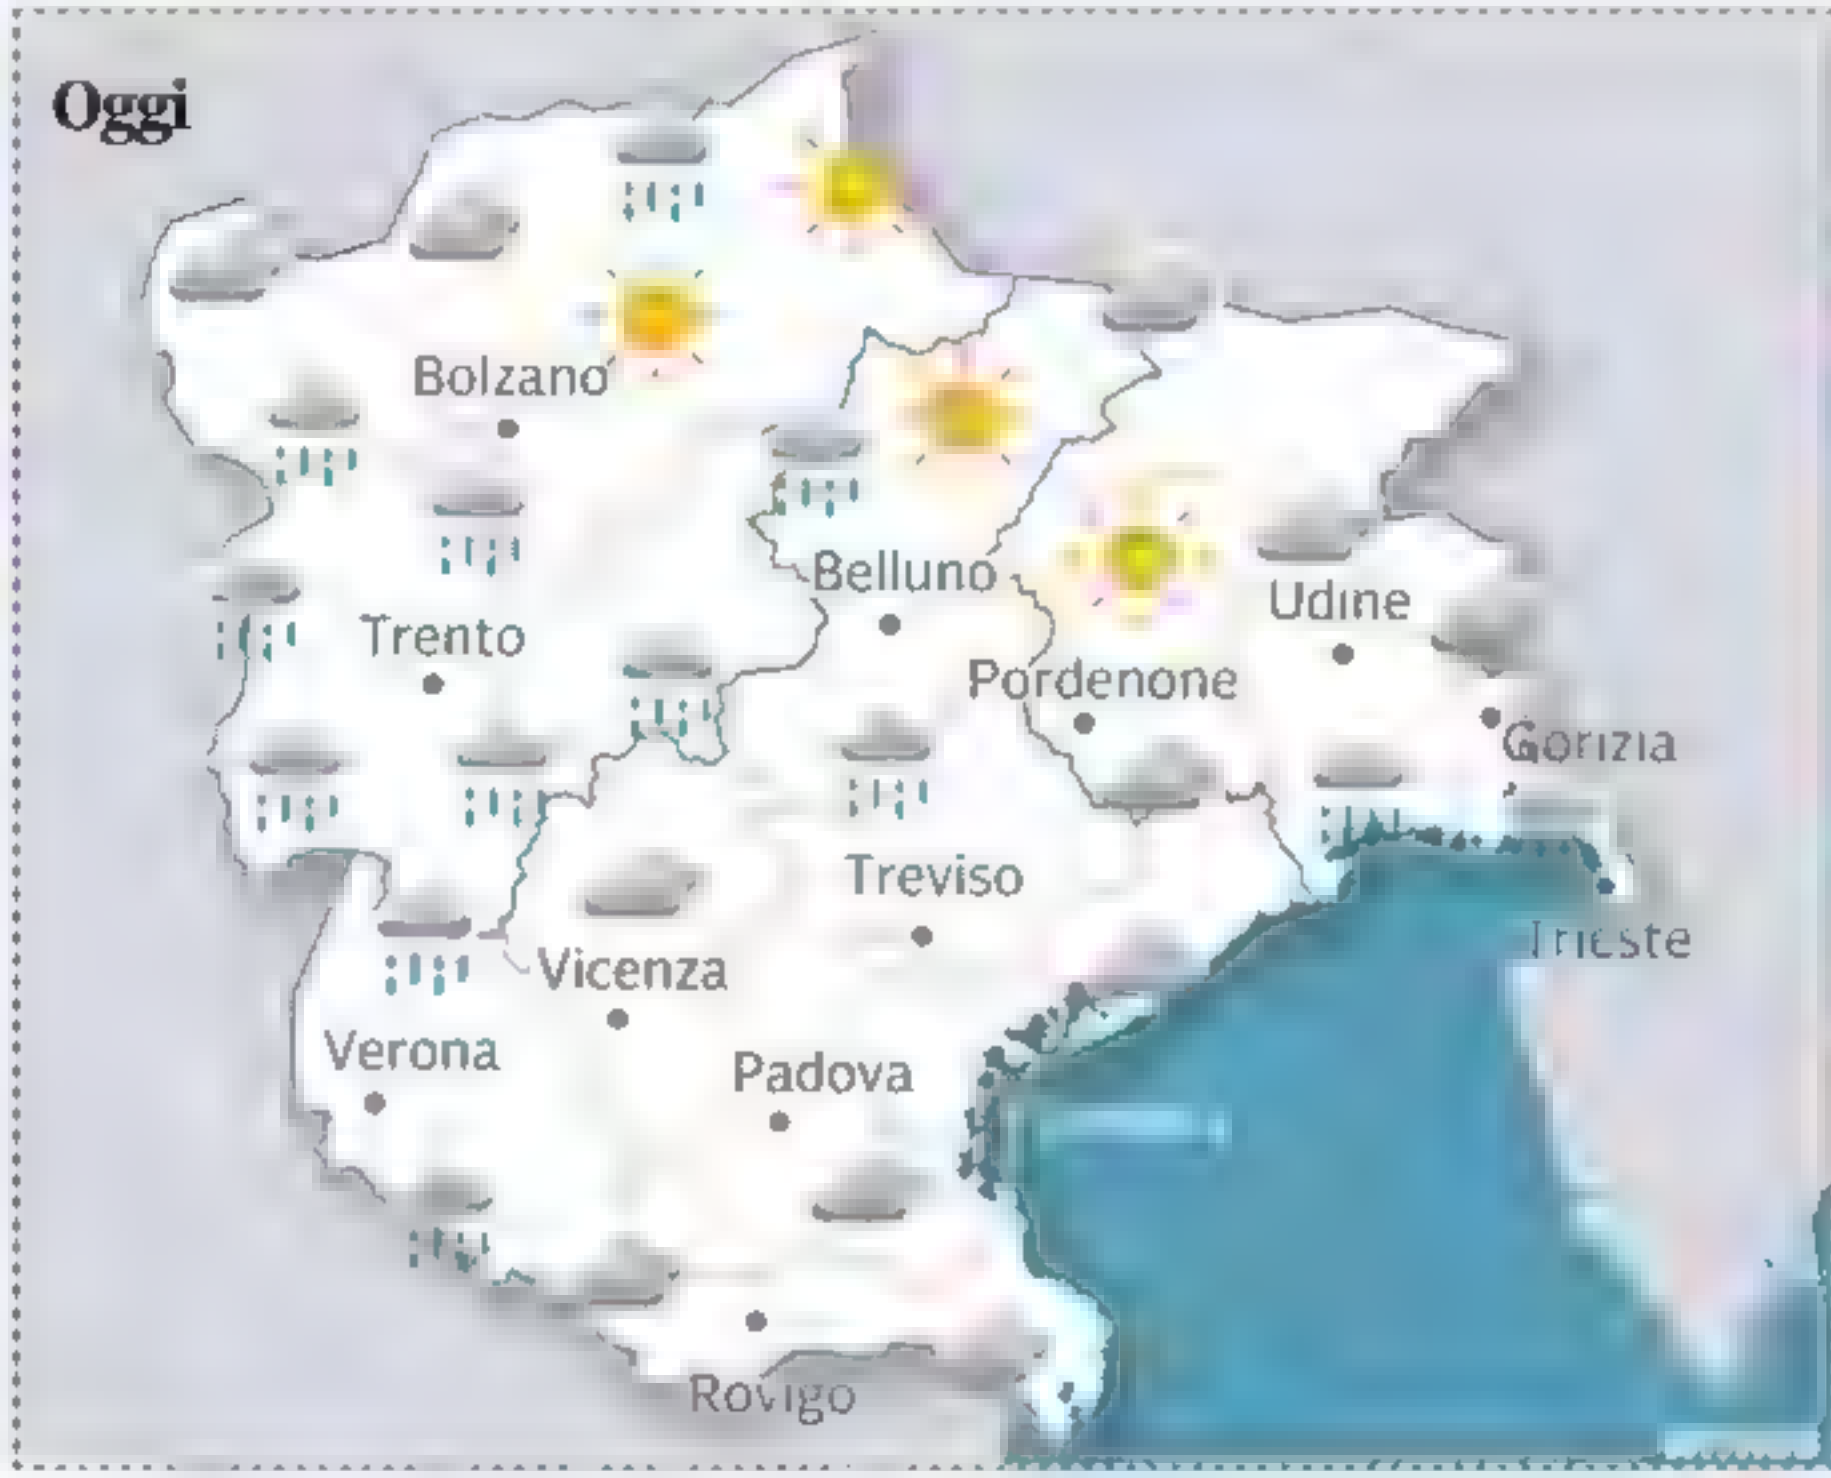 Oggi
Bolzano
Belluno
Udine
Trento
Pordenone
Gorizia
Treviso
Trieste
Vicenza
Verona
Padova
Rovigo